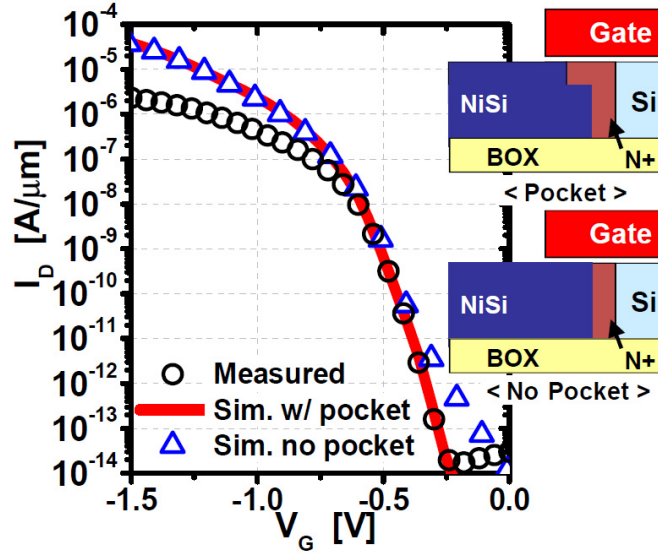 10^-4
10^-5
10^-6
10^-7
10^-8
10^-9
10^-10
10^-11
10^-12
10^-13
10^-14
I_D [A/μm]
-1.5
-1.0
-0.5
0.0
V_G [V]
Measured
Sim. w/ pocket
Sim. no pocket
Gate
NiSi
Si
BOX
N+
< Pocket >
Gate
NiSi
Si
BOX
N+
< No Pocket >